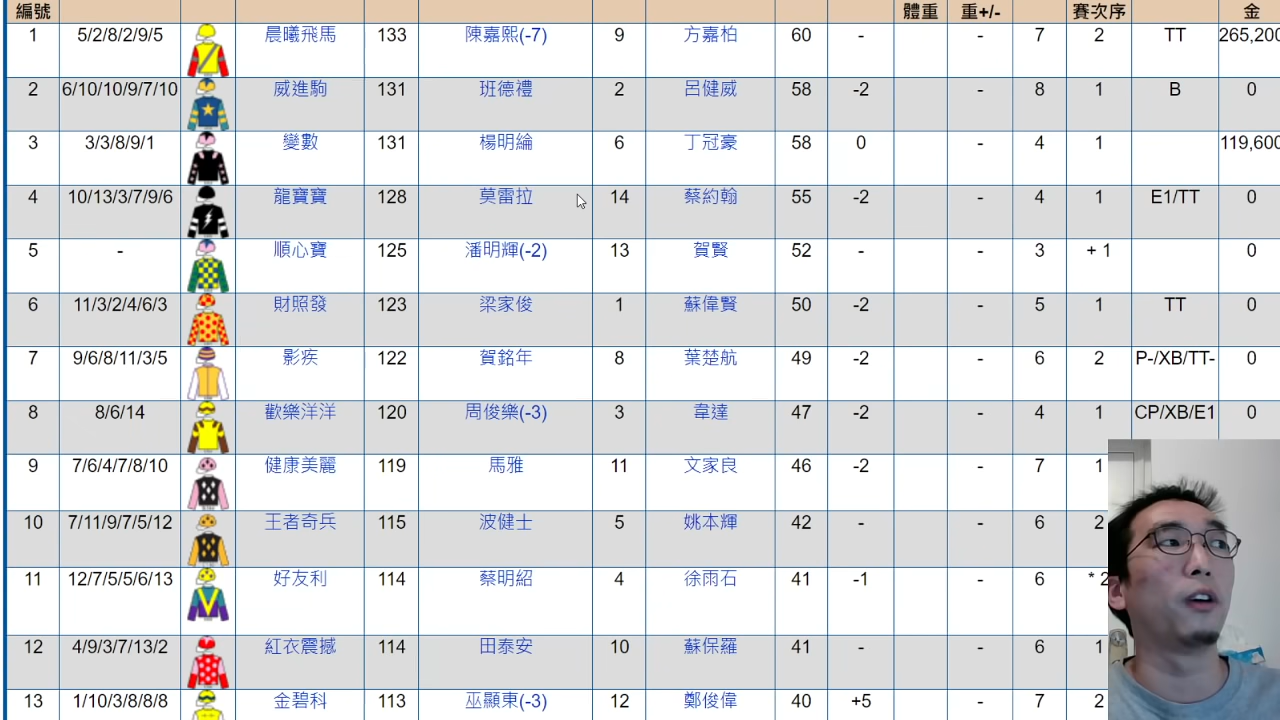 編號 體重 重+/- 賽次序 金
1 5/2/8/2/9/5 晨曦飛馬 133 陳嘉熙(-7) 9 方嘉柏 60 - - 7 2 TT 265,200
2 6/10/10/9/7/10 威進駒 131 班德禮 2 呂健威 58 -2 - 8 1 B 0
3 3/3/8/9/1 變數 131 楊明綸 6 丁冠豪 58 0 - 4 1 119,600
4 10/13/3/7/9/6 龍寶寶 128 莫雷拉 14 蔡約翰 55 -2 - 4 1 E1/TT 0
5 - 順心寶 125 潘明輝(-2) 13 賀賢 52 - - 3 + 1 0
6 11/3/2/4/6/3 財照發 123 梁家俊 1 蘇偉賢 50 -2 - 5 1 TT 0
7 9/6/8/11/3/5 影疾 122 賀銘年 8 葉楚航 49 -2 - 6 2 P-/XB/TT- 0
8 8/6/14 歡樂洋洋 120 周俊樂(-3) 3 韋達 47 -2 - 4 1 CP/XB/E1 0
9 7/6/4/7/8/10 健康美麗 119 馬雅 11 文家良 46 -2 - 7 1
10 7/11/9/7/5/12 王者奇兵 115 波健士 5 姚本輝 42 - - 6 2
11 12/7/5/5/6/13 好友利 114 蔡明紹 4 徐雨石 41 -1 - 6 * 2
12 4/9/3/7/13/2 紅衣震撼 114 田泰安 10 蘇保羅 41 - - 6 1
13 1/10/3/8/8/8 金碧科 113 巫顯東(-3) 12 鄭俊偉 40 +5 - 7 2